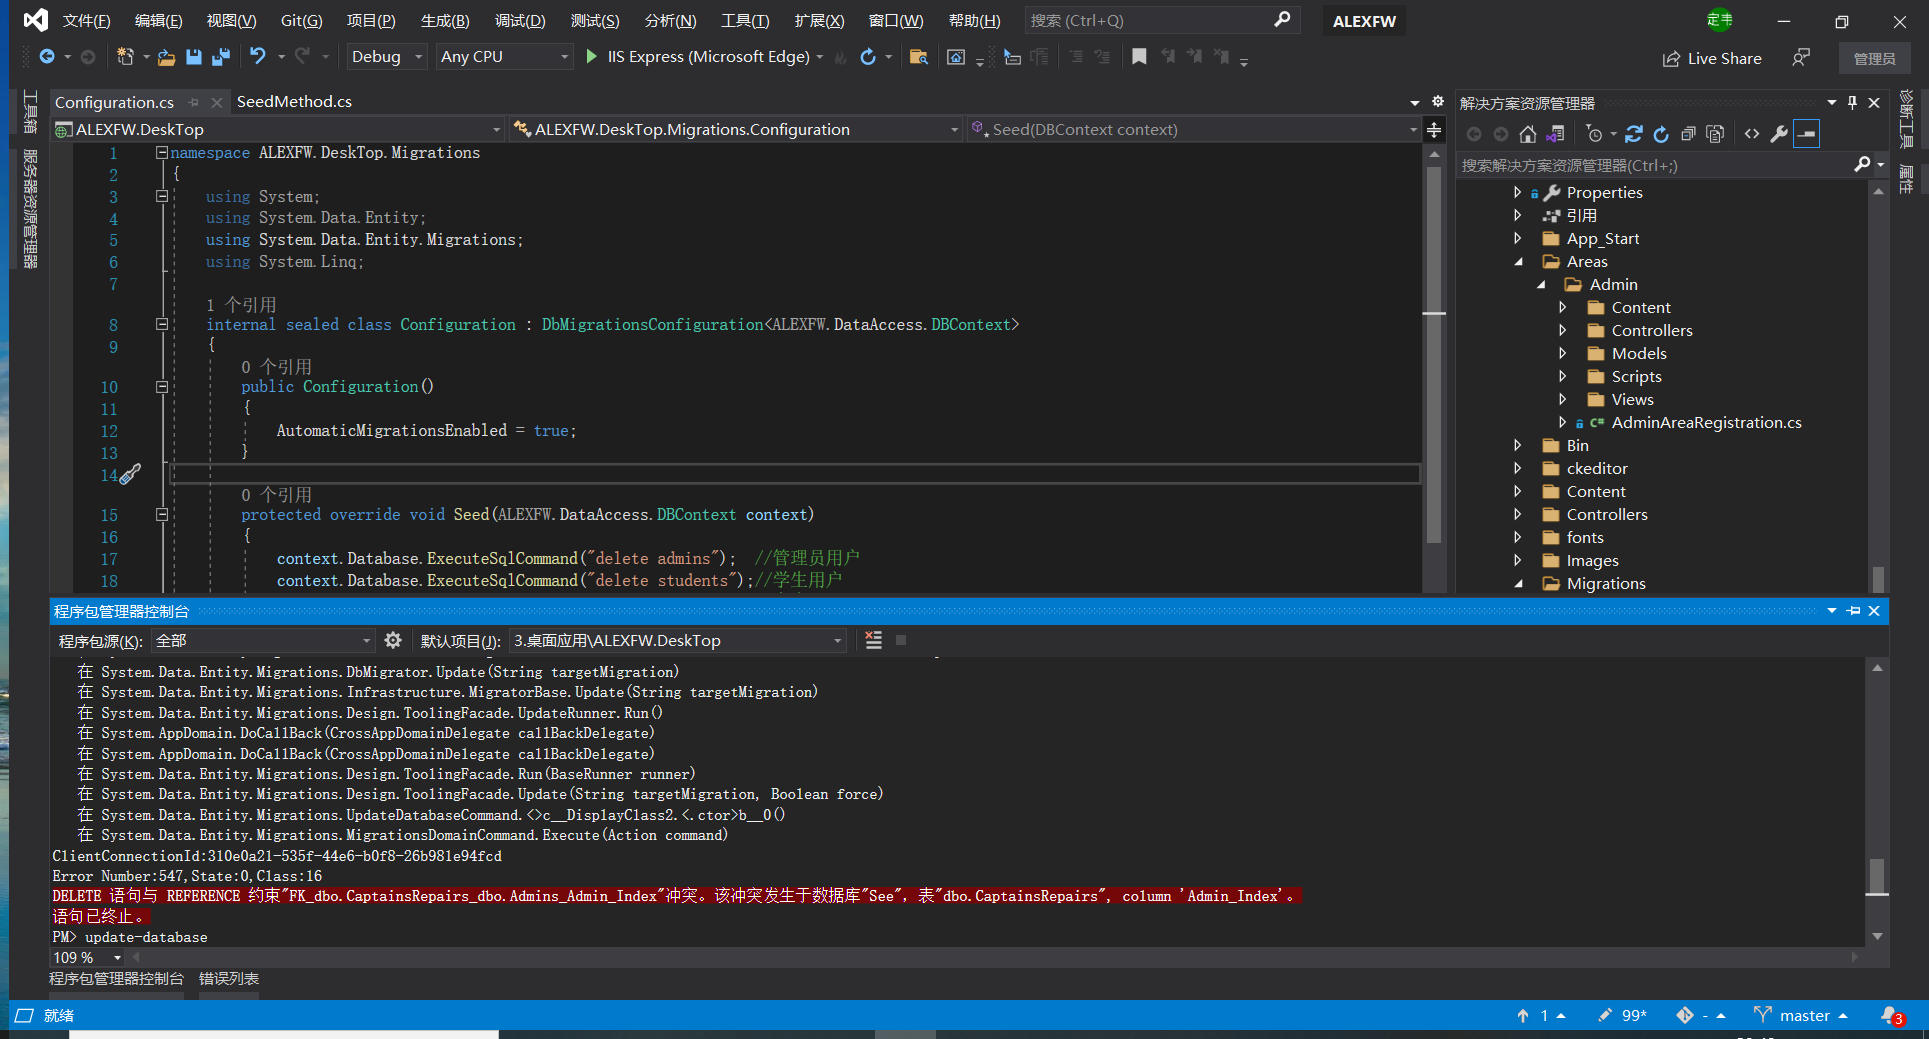 文件(F) 编辑(E) 视图(V) Git(G) 项目(P) 生成(B) 调试(D) 测试(S) 分析(N) 工具(T) 扩展(X) 窗口(W) 帮助(H) 搜索 (Ctrl+Q) ALEXFW 定丰
Debug Any CPU IIS Express (Microsoft Edge) Live Share 管理员
工具箱
服务器资源管理器
Configuration.cs SeedMethod.cs
ALEXFW.DeskTop ALEXFW.DeskTop.Migrations.Configuration Seed(DBContext context)
1 namespace ALEXFW.DeskTop.Migrations
2 {
3 using System;
4 using System.Data.Entity;
5 using System.Data.Entity.Migrations;
6 using System.Linq;
7
1 个引用
8 internal sealed class Configuration : DbMigrationsConfiguration<ALEXFW.DataAccess.DBContext>
9 {
0 个引用
10 public Configuration()
11 {
12 AutomaticMigrationsEnabled = true;
13 }
14
0 个引用
15 protected override void Seed(ALEXFW.DataAccess.DBContext context)
16 {
17 context.Database.ExecuteSqlCommand("delete admins"); //管理员用户
18 context.Database.ExecuteSqlCommand("delete students");//学生用户
解决方案资源管理器
搜索解决方案资源管理器(Ctrl+;)
Properties
引用
App_Start
Areas
Admin
Content
Controllers
Models
Scripts
Views
C# AdminAreaRegistration.cs
Bin
ckeditor
Content
Controllers
fonts
Images
Migrations
诊断工具
属性
程序包管理器控制台
程序包源(K): 全部 默认项目(J): 3.桌面应用\ALEXFW.DeskTop
在 System.Data.Entity.Migrations.DbMigrator.Update(String targetMigration)
在 System.Data.Entity.Migrations.Infrastructure.MigratorBase.Update(String targetMigration)
在 System.Data.Entity.Migrations.Design.ToolingFacade.UpdateRunner.Run()
在 System.AppDomain.DoCallBack(CrossAppDomainDelegate callBackDelegate)
在 System.AppDomain.DoCallBack(CrossAppDomainDelegate callBackDelegate)
在 System.Data.Entity.Migrations.Design.ToolingFacade.Run(BaseRunner runner)
在 System.Data.Entity.Migrations.Design.ToolingFacade.Update(String targetMigration, Boolean force)
在 System.Data.Entity.Migrations.UpdateDatabaseCommand.<>c__DisplayClass2.<.ctor>b__0()
在 System.Data.Entity.Migrations.MigrationsDomainCommand.Execute(Action command)
ClientConnectionId:310e0a21-535f-44e6-b0f8-26b981e94fcd
Error Number:547,State:0,Class:16
DELETE 语句与 REFERENCE 约束"FK_dbo.CaptainsRepairs_dbo.Admins_Admin_Index"冲突。该冲突发生于数据库"See"，表"dbo.CaptainsRepairs", column 'Admin_Index'。
语句已终止。
PM> update-database
109 %
程序包管理器控制台 错误列表
就绪 1 99* - master 3